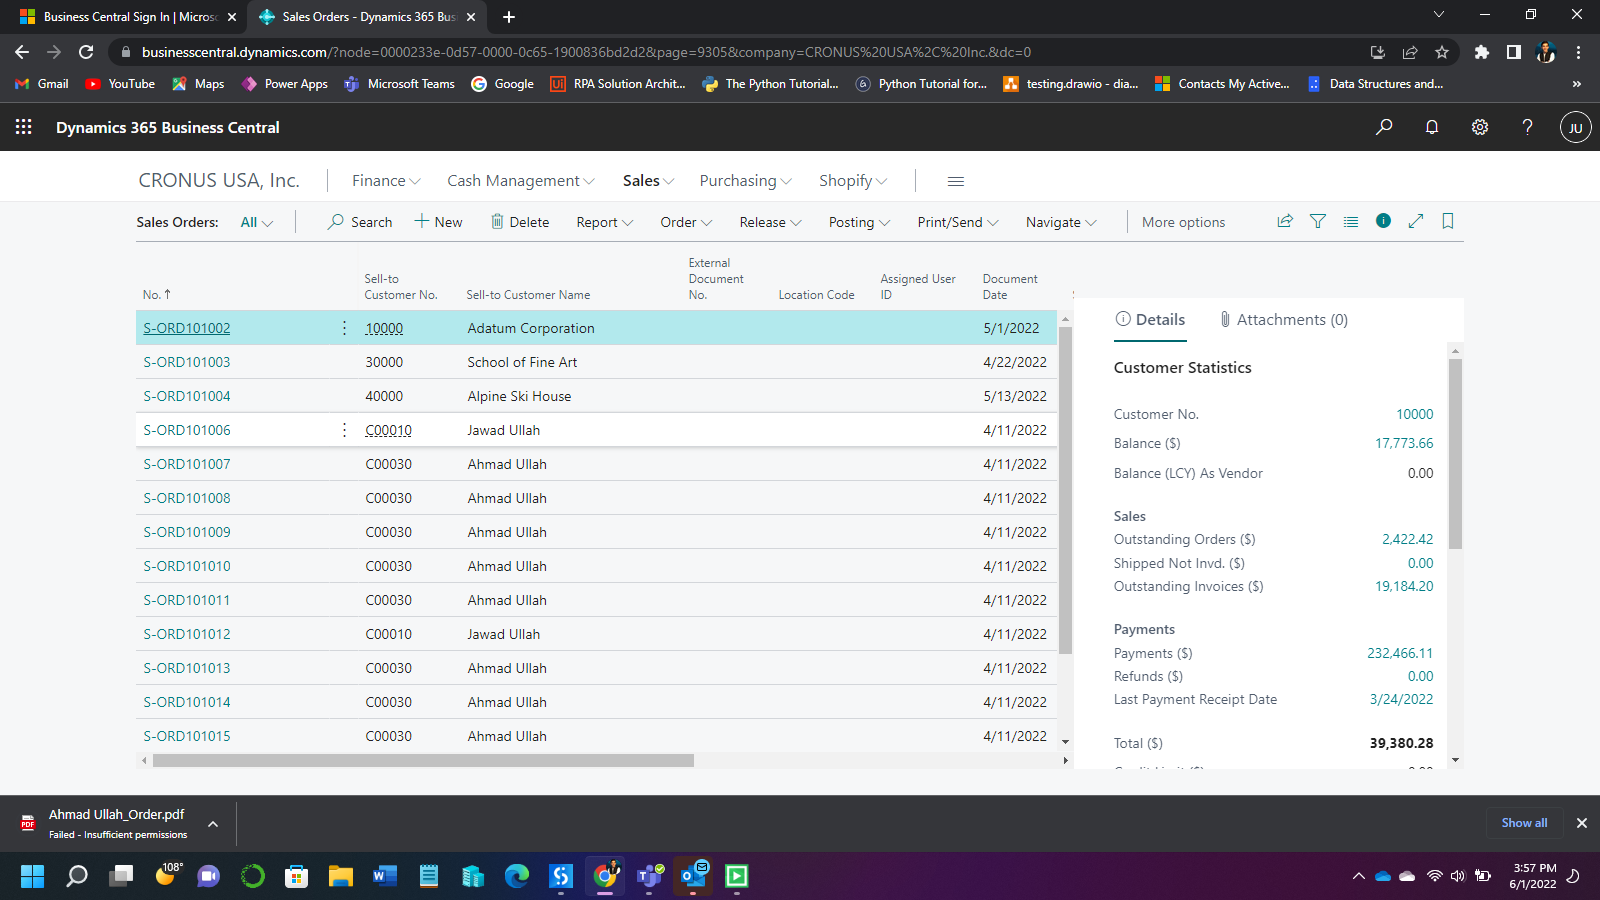 Business Central Sign In | Micros
Sales Orders - Dynamics 365 Bus
businesscentral.dynamics.com/?node=0000233e-0d57-0000-0c65-1900836bd2d2&page=9305&company=CRONUS%20USA%2C%20Inc.&dc=0
Gmail YouTube Maps Power Apps Microsoft Teams Google RPA Solution Archit... The Python Tutorial... Python Tutorial for... testing.drawio - dia... Contacts My Active... Data Structures and... »
Dynamics 365 Business Central
JU
CRONUS USA, Inc. Finance Cash Management Sales Purchasing Shopify
Sales Orders: All Search New Delete Report Order Release Posting Print/Send Navigate More options
No. ↑ Sell-to Customer No. Sell-to Customer Name External Document No. Location Code Assigned User ID Document Date
S-ORD101002 10000 Adatum Corporation 5/1/2022
S-ORD101003 30000 School of Fine Art 4/22/2022
S-ORD101004 40000 Alpine Ski House 5/13/2022
S-ORD101006 C00010 Jawad Ullah 4/11/2022
S-ORD101007 C00030 Ahmad Ullah 4/11/2022
S-ORD101008 C00030 Ahmad Ullah 4/11/2022
S-ORD101009 C00030 Ahmad Ullah 4/11/2022
S-ORD101010 C00030 Ahmad Ullah 4/11/2022
S-ORD101011 C00030 Ahmad Ullah 4/11/2022
S-ORD101012 C00010 Jawad Ullah 4/11/2022
S-ORD101013 C00030 Ahmad Ullah 4/11/2022
S-ORD101014 C00030 Ahmad Ullah 4/11/2022
S-ORD101015 C00030 Ahmad Ullah 4/11/2022
Details Attachments (0)
Customer Statistics
Customer No. 10000
Balance ($) 17,773.66
Balance (LCY) As Vendor 0.00
Sales
Outstanding Orders ($) 2,422.42
Shipped Not Invd. ($) 0.00
Outstanding Invoices ($) 19,184.20
Payments
Payments ($) 232,466.11
Refunds ($) 0.00
Last Payment Receipt Date 3/24/2022
Total ($) 39,380.28
Ahmad Ullah_Order.pdf
Failed - Insufficient permissions
Show all
108°
3:57 PM
6/1/2022